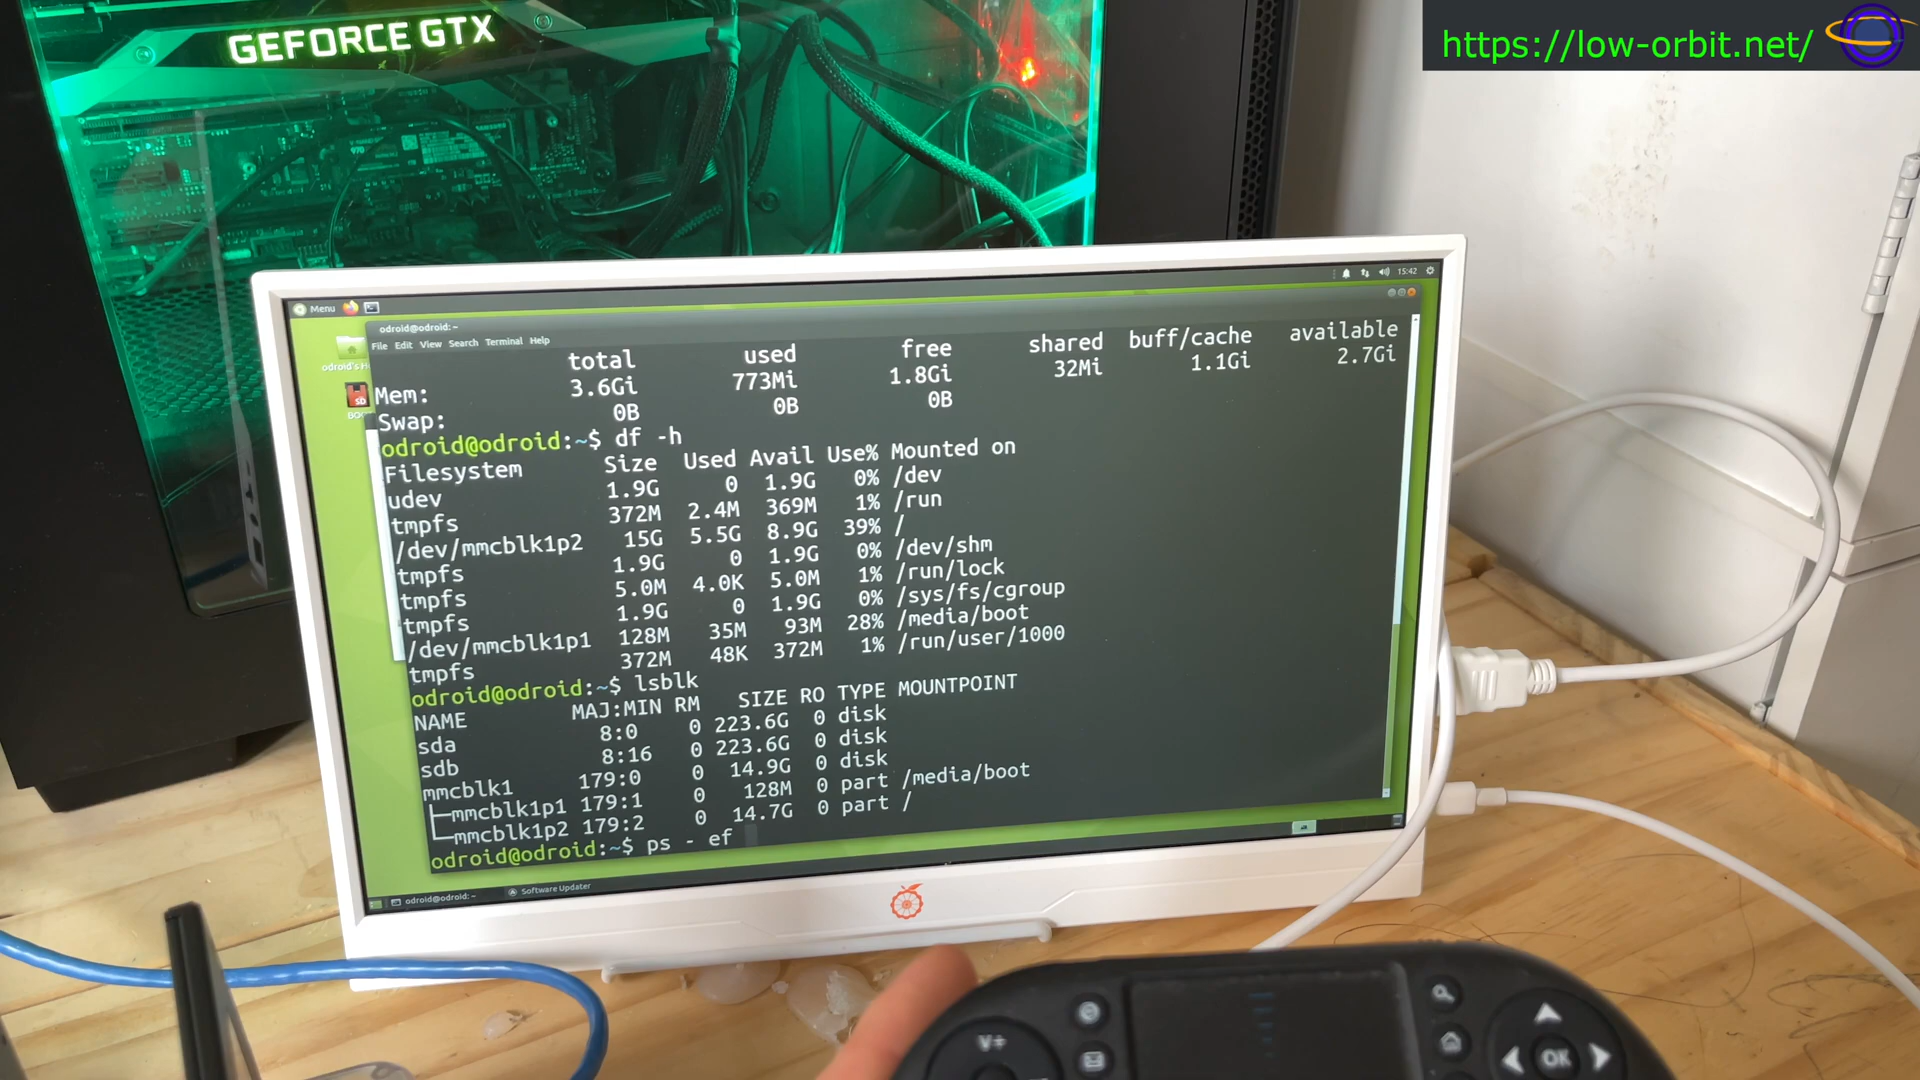 GEFORCE GTX
https://low-orbit.net/
SAMSUNG
970
Menu
15:42
odroid@odroid: ~
File Edit View Search Terminal Help
total used free shared buff/cache available
Mem: 3.6Gi 773Mi 1.8Gi 32Mi 1.1Gi 2.7Gi
Swap: 0B 0B 0B
odroid@odroid:~$ df -h
Filesystem Size Used Avail Use% Mounted on
udev 1.9G 0 1.9G 0% /dev
tmpfs 372M 2.4M 369M 1% /run
/dev/mmcblk1p2 15G 5.5G 8.9G 39% /
tmpfs 1.9G 0 1.9G 0% /dev/shm
tmpfs 5.0M 4.0K 5.0M 1% /run/lock
tmpfs 1.9G 0 1.9G 0% /sys/fs/cgroup
/dev/mmcblk1p1 128M 35M 93M 28% /media/boot
tmpfs 372M 48K 372M 1% /run/user/1000
odroid@odroid:~$ lsblk
NAME MAJ:MIN RM SIZE RO TYPE MOUNTPOINT
sda 8:0 0 223.6G 0 disk
sdb 8:16 0 223.6G 0 disk
mmcblk1 179:0 0 14.9G 0 disk
├─mmcblk1p1 179:1 0 128M 0 part /media/boot
└─mmcblk1p2 179:2 0 14.7G 0 part /
odroid@odroid:~$ ps - ef
odroid's H
sd
BOO
odroid@odroid: ~
Software Updater
V+
OK